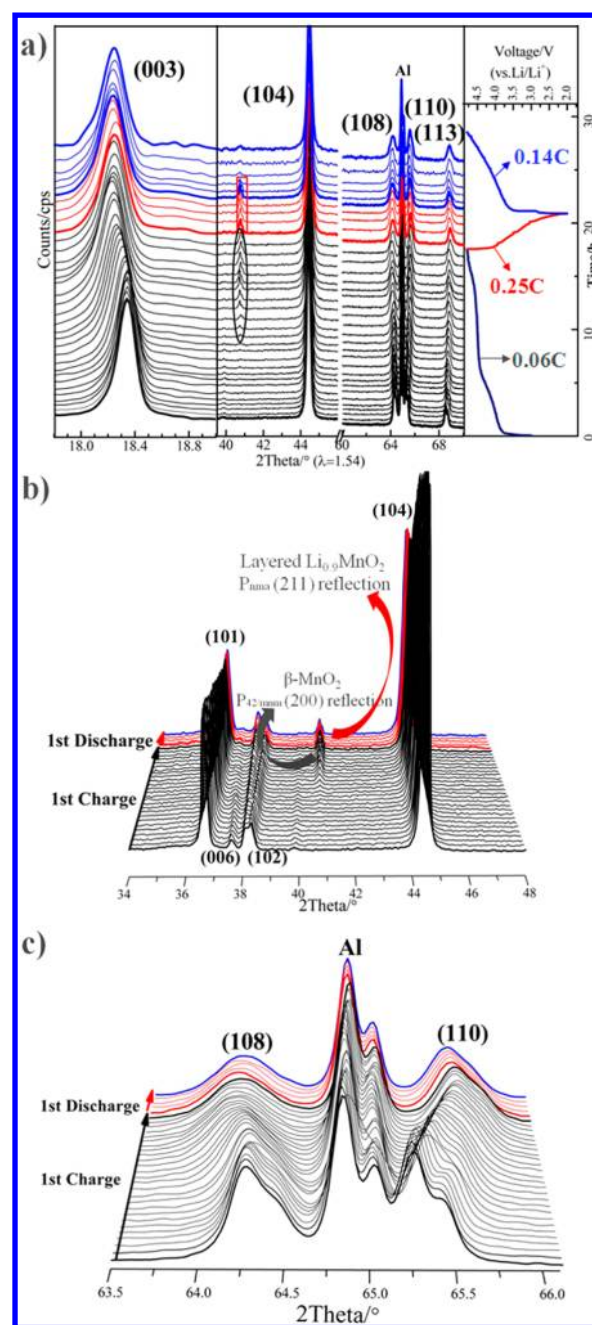 a)
(003)
(104)
Al
(108)
(110)
(113)
Voltage/V
(vs.Li/Li+)
4.5 4.0 3.5 3.0 2.5 2.0
0.14C
0.25C
0.06C
Counts/cps
Time/h
0 10 20 30
18.0 18.4 18.8 40 42 44 60 64 68
2Theta/° (λ=1.54)
b)
(104)
Layered Li0.9MnO2
Pnma (211) reflection
(101)
β-MnO2
P42/mnm (200) reflection
1st Discharge
1st Charge
(006)
(102)
34 36 38 40 42 44 46 48
2Theta/°
c)
Al
(108)
(110)
1st Discharge
1st Charge
63.5 64.0 64.5 65.0 65.5 66.0
2Theta/°